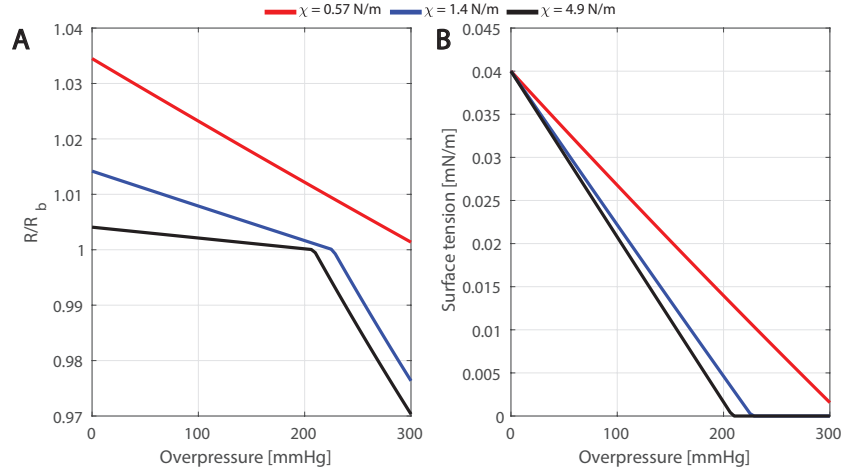 χ = 0.57 N/m χ = 1.4 N/m χ = 4.9 N/m
A
1.04
1.03
1.02
1.01
1
0.99
0.98
0.97
R/R b
0 100 200 300
Overpressure [mmHg]
B
0.045
0.04
0.035
0.03
0.025
0.02
0.015
0.01
0.005
0
Surface tension [mN/m]
0 100 200 300
Overpressure [mmHg]